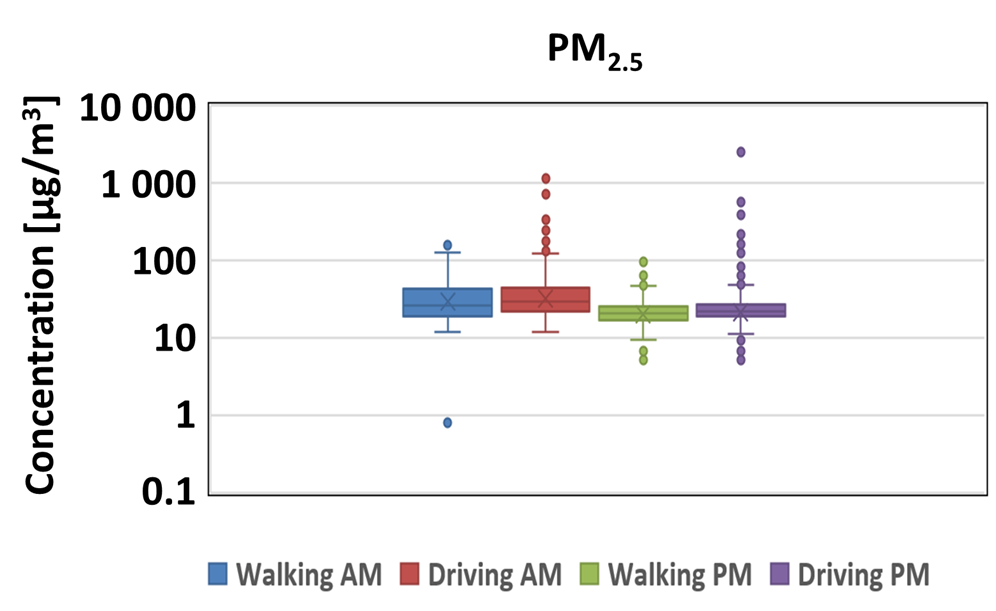 PM2.5
Concentration [µg/m³]
10 000
1 000
100
10
1
0.1
Walking AM Driving AM Walking PM Driving PM